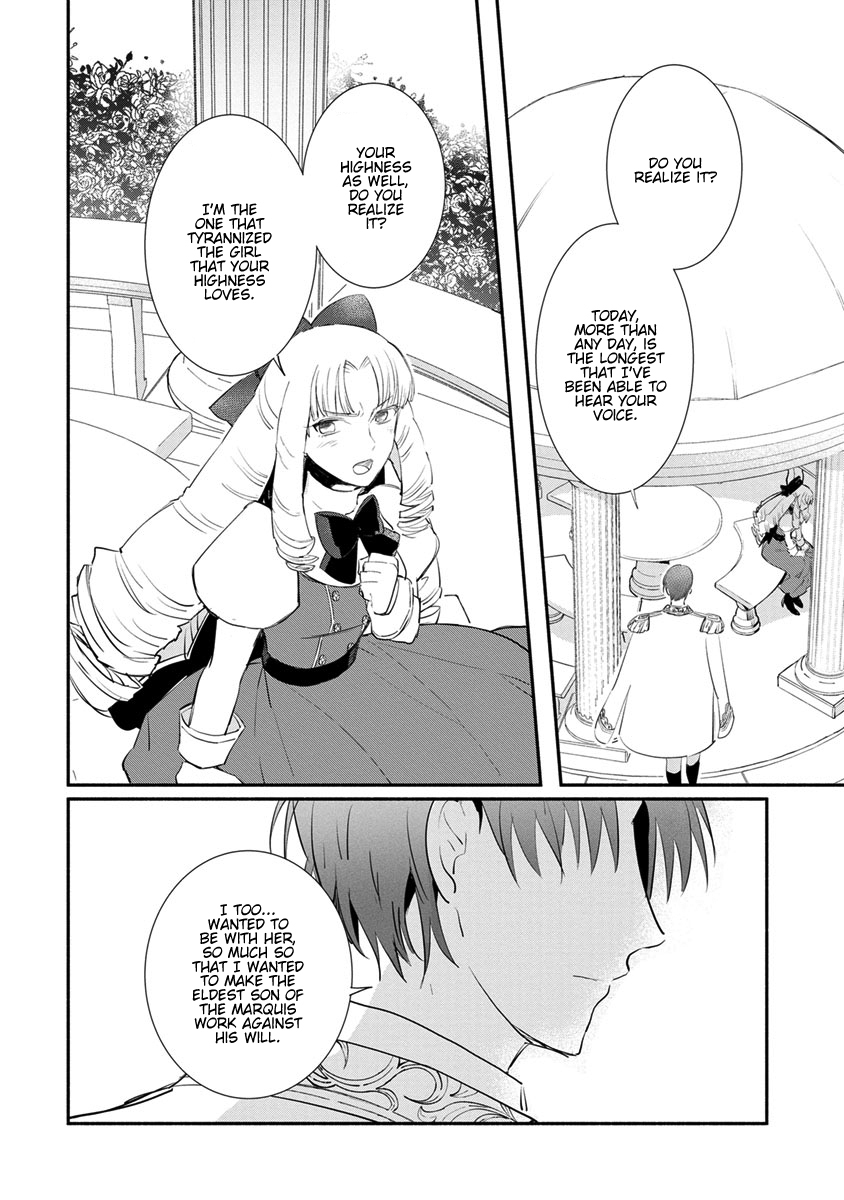 DO YOU
REALIZE IT?
TODAY,
MORE THAN
ANY DAY, IS
THE LONGEST
THAT I'VE
BEEN ABLE TO
HEAR YOUR
VOICE.
YOUR
HIGHNESS
AS WELL,
DO YOU
REALIZE
IT?
I'M THE
ONE THAT
TYRANNIZED
THE GIRL
THAT YOUR
HIGHNESS
LOVES.
I TOO...
WANTED TO
BE WITH HER,
SO MUCH SO
THAT I WANTED
TO MAKE THE
ELDEST SON OF
THE MARQUIS
WORK AGAINST
HIS WILL.